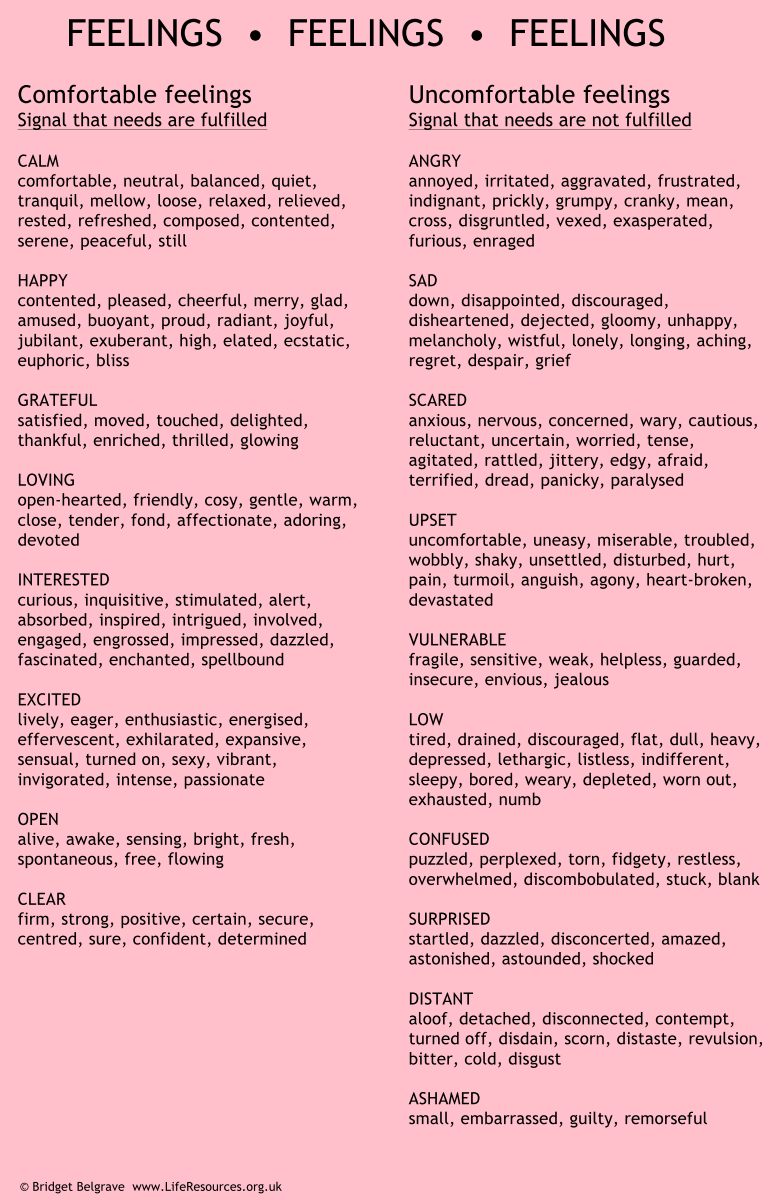 FEELINGS • FEELINGS • FEELINGS
Comfortable feelings
Signal that needs are fulfilled
CALM
comfortable, neutral, balanced, quiet,
tranquil, mellow, loose, relaxed, relieved,
rested, refreshed, composed, contented,
serene, peaceful, still
HAPPY
contented, pleased, cheerful, merry, glad,
amused, buoyant, proud, radiant, joyful,
jubilant, exuberant, high, elated, ecstatic,
euphoric, bliss
GRATEFUL
satisfied, moved, touched, delighted,
thankful, enriched, thrilled, glowing
LOVING
open-hearted, friendly, cosy, gentle, warm,
close, tender, fond, affectionate, adoring,
devoted
INTERESTED
curious, inquisitive, stimulated, alert,
absorbed, inspired, intrigued, involved,
engaged, engrossed, impressed, dazzled,
fascinated, enchanted, spellbound
EXCITED
lively, eager, enthusiastic, energised,
effervescent, exhilarated, expansive,
sensual, turned on, sexy, vibrant,
invigorated, intense, passionate
OPEN
alive, awake, sensing, bright, fresh,
spontaneous, free, flowing
CLEAR
firm, strong, positive, certain, secure,
centred, sure, confident, determined
Uncomfortable feelings
Signal that needs are not fulfilled
ANGRY
annoyed, irritated, aggravated, frustrated,
indignant, prickly, grumpy, cranky, mean,
cross, disgruntled, vexed, exasperated,
furious, enraged
SAD
down, disappointed, discouraged,
disheartened, dejected, gloomy, unhappy,
melancholy, wistful, lonely, longing, aching,
regret, despair, grief
SCARED
anxious, nervous, concerned, wary, cautious,
reluctant, uncertain, worried, tense,
agitated, rattled, jittery, edgy, afraid,
terrified, dread, panicky, paralysed
UPSET
uncomfortable, uneasy, miserable, troubled,
wobbly, shaky, unsettled, disturbed, hurt,
pain, turmoil, anguish, agony, heart-broken,
devastated
VULNERABLE
fragile, sensitive, weak, helpless, guarded,
insecure, envious, jealous
LOW
tired, drained, discouraged, flat, dull, heavy,
depressed, lethargic, listless, indifferent,
sleepy, bored, weary, depleted, worn out,
exhausted, numb
CONFUSED
puzzled, perplexed, torn, fidgety, restless,
overwhelmed, discombobulated, stuck, blank
SURPRISED
startled, dazzled, disconcerted, amazed,
astonished, astounded, shocked
DISTANT
aloof, detached, disconnected, contempt,
turned off, disdain, scorn, distaste, revulsion,
bitter, cold, disgust
ASHAMED
small, embarrassed, guilty, remorseful
© Bridget Belgrave www.LifeResources.org.uk